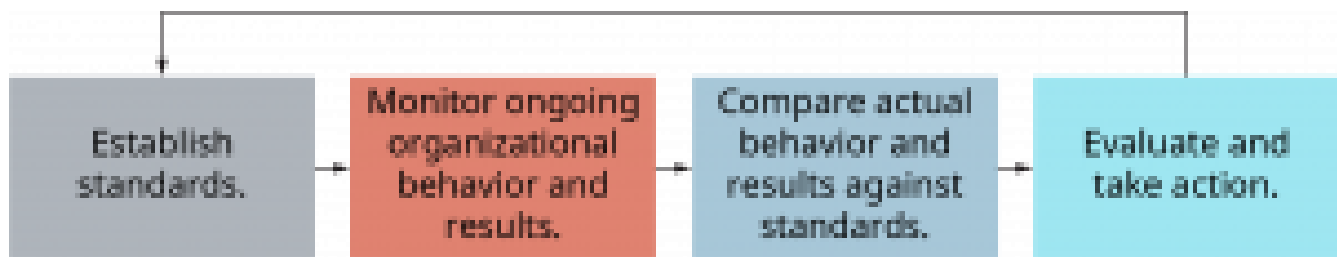 Establish
standards.
Monitor ongoing
organizational
behavior and
results.
Compare actual
behavior and
results against
standards.
Evaluate and
take action.